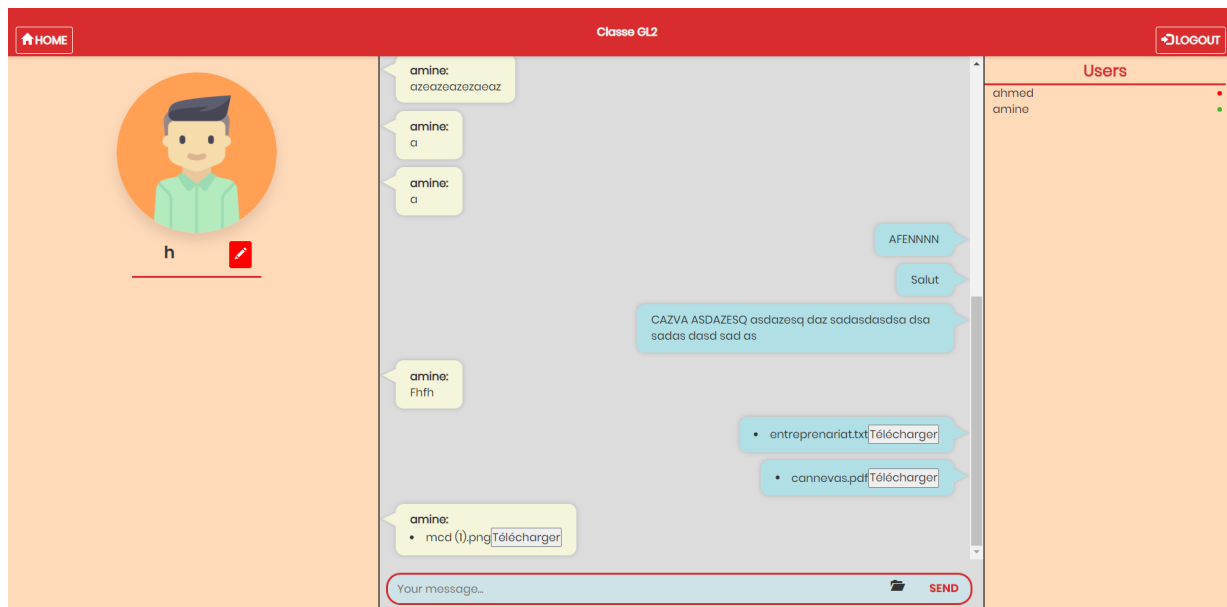 HOME
Classe GL2
LOGOUT
h
amine:
azeazeazezaeaz
amine:
a
amine:
a
AFENNNN
Salut
CAZVA ASDAZESQ asdazesq daz sadasdasdsa dsa
sadas dasd sad as
amine:
Fhfh
• entreprenariat.txtTélécharger
• cannevas.pdfTélécharger
amine:
• mcd (1).pngTélécharger
Your message...
SEND
Users
ahmed
amine